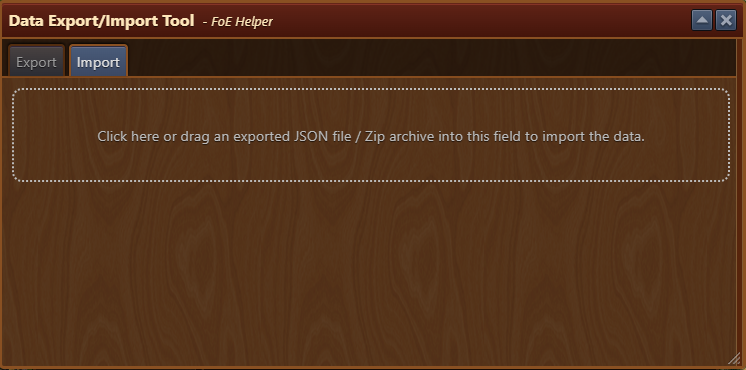 Data Export/Import Tool - FoE Helper
Export Import
Click here or drag an exported JSON file / Zip archive into this field to import the data.